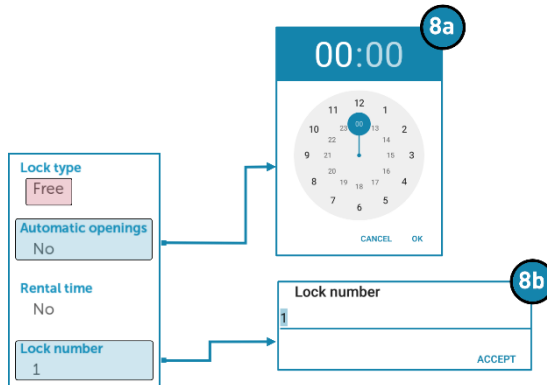 Lock type
Free
Automatic openings
No
Rental time
No
Lock number
1
8a
00:00
12
11
1
00
23
13
10
2
22
14
9
21
15
3
20
16
8
4
19
18
17
7
5
6
CANCEL OK
8b
Lock number
1
ACCEPT